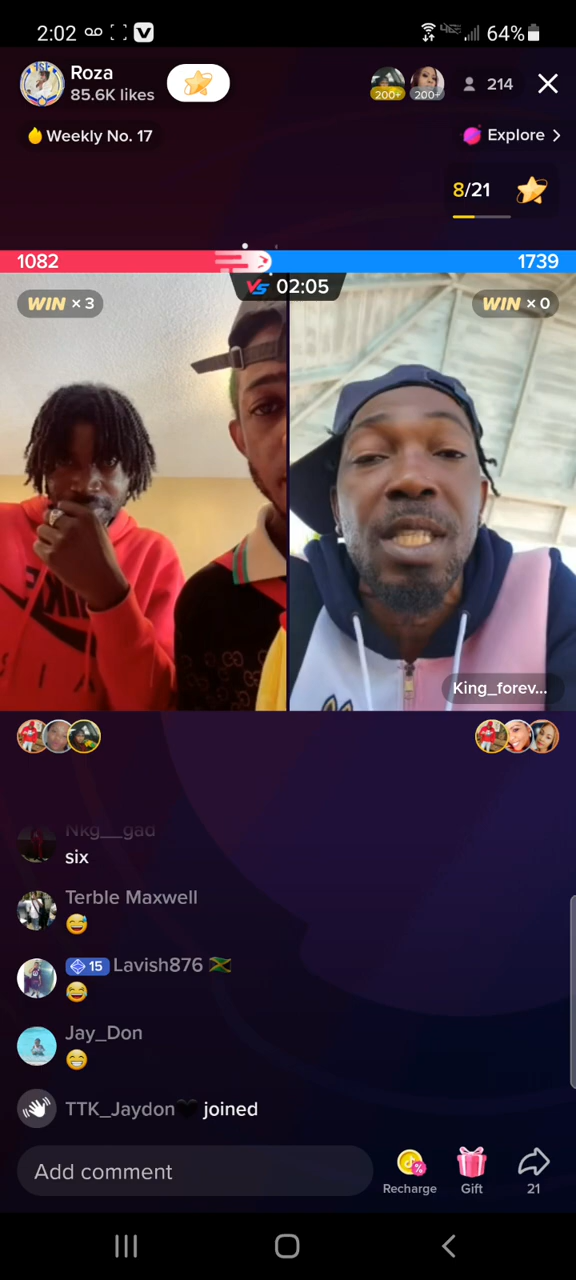 2:02
64%
Roza
85.6K likes
200+
200+
214
Weekly No. 17
Explore >
8/21
1082
1739
VS 02:05
WIN × 3
WIN × 0
King_forev...
Nkg__gad
six
Terble Maxwell
😅
15 Lavish876 🇯🇲
😂
Jay_Don
😁
TTK_Jaydon🖤 joined
Add comment
Recharge
Gift
21